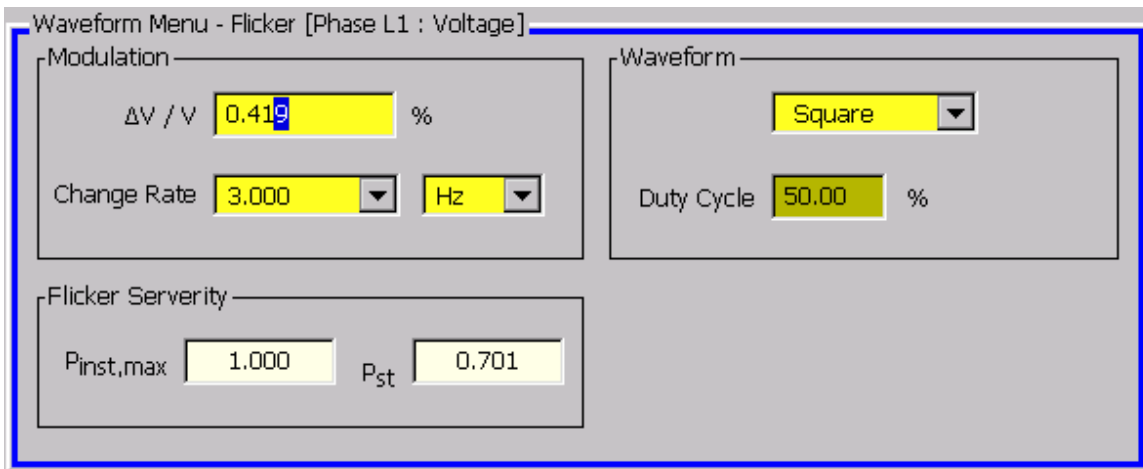 Waveform Menu - Flicker [Phase L1 : Voltage]
Modulation
ΔV / V 0.419 %
Change Rate 3.000 Hz
Waveform
Square
Duty Cycle 50.00 %
Flicker Serverity
Pinst,max 1.000 Pst 0.701